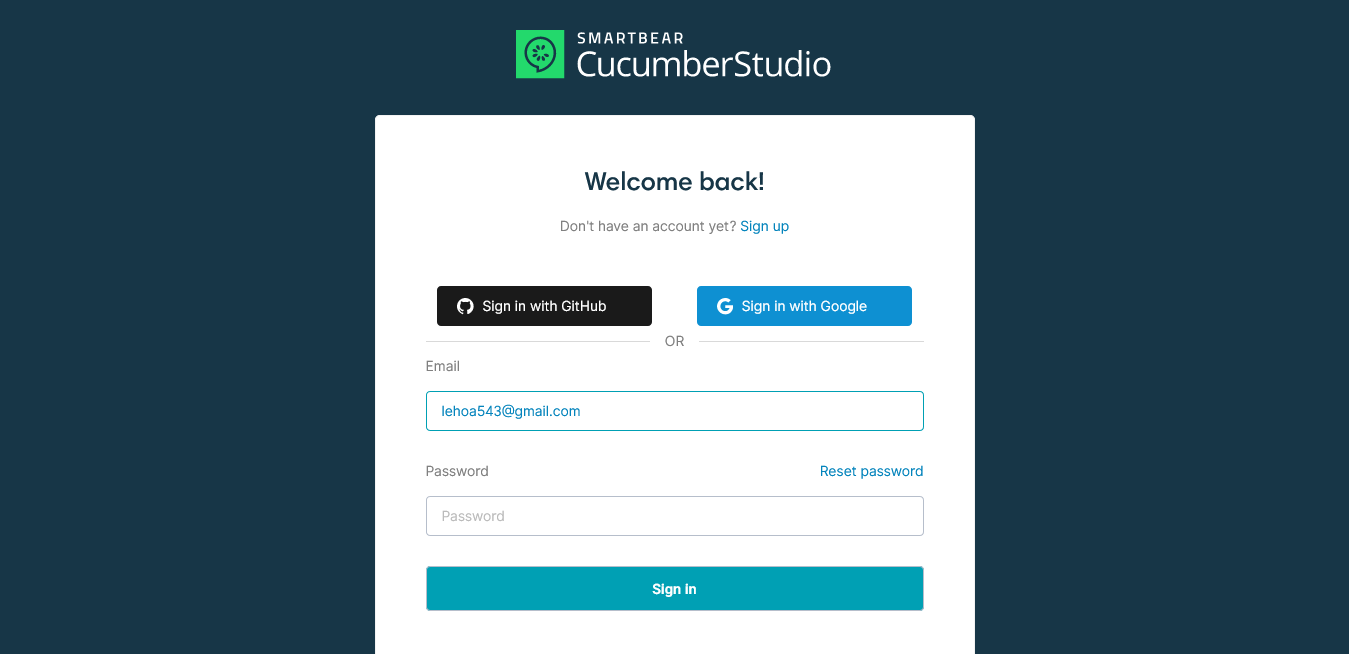 SMARTBEAR
CucumberStudio
Welcome back!
Don't have an account yet? Sign up
Sign in with GitHub
Sign in with Google
OR
Email
lehoa543@gmail.com
Password Reset password
Password
Sign in